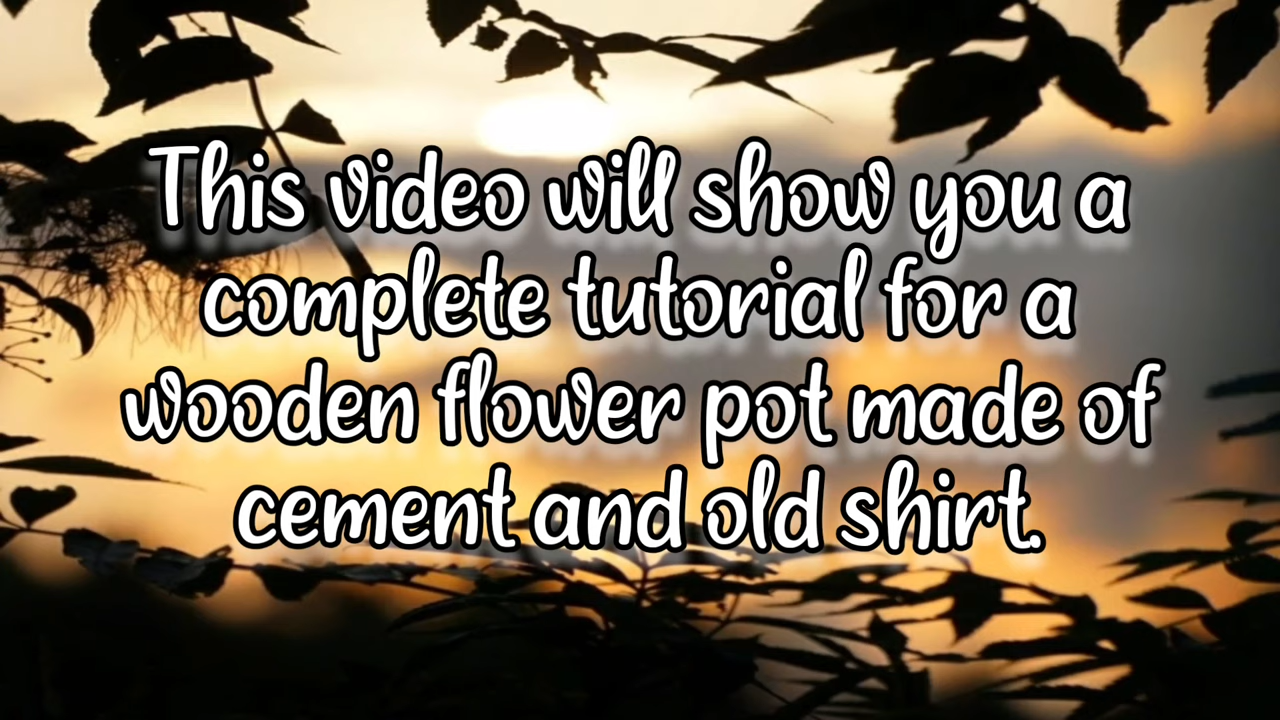 This video will show you a
complete tutorial for a
wooden flower pot made of
cement and old shirt.